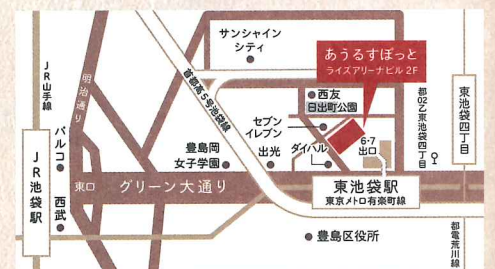 サンシャイン
シティ
あうるすぽっと
ライズアリーナビル2F
JR山手線
明治通り
首都高5号池袋線
西友
日出町公園
都02乙東池袋四丁目
東池袋四丁目
セブン
イレブン
パルコ
豊島岡
女子学園
出光
ダイハル
6・7
出口
JR池袋駅
東口
グリーン大通り
東池袋駅
東京メトロ有楽町線
西武
豊島区役所
都電荒川線